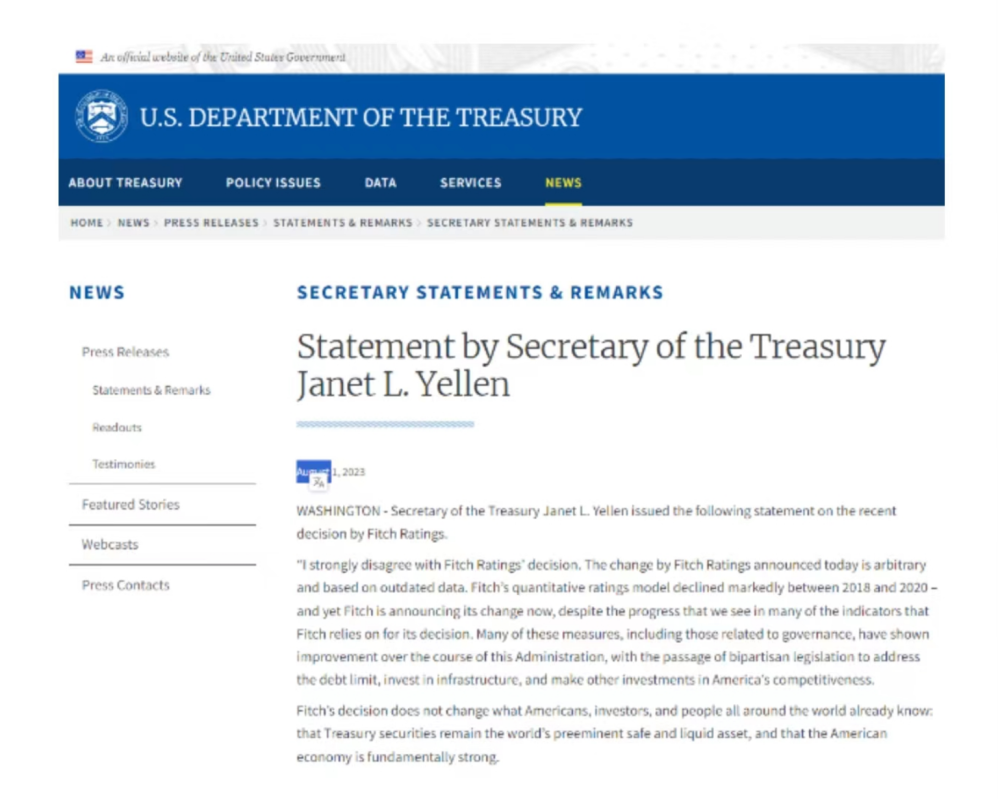 An official website of the United States Government
U.S. DEPARTMENT OF THE TREASURY
ABOUT TREASURY POLICY ISSUES DATA SERVICES NEWS
HOME > NEWS > PRESS RELEASES > STATEMENTS & REMARKS > SECRETARY STATEMENTS & REMARKS
NEWS
Press Releases
Statements & Remarks
Readouts
Testimonies
Featured Stories
Webcasts
Press Contacts
SECRETARY STATEMENTS & REMARKS
Statement by Secretary of the Treasury
Janet L. Yellen
August 1, 2023
WASHINGTON - Secretary of the Treasury Janet L. Yellen issued the following statement on the recent
decision by Fitch Ratings.
"I strongly disagree with Fitch Ratings' decision. The change by Fitch Ratings announced today is arbitrary
and based on outdated data. Fitch's quantitative ratings model declined markedly between 2018 and 2020 –
and yet Fitch is announcing its change now, despite the progress that we see in many of the indicators that
Fitch relies on for its decision. Many of these measures, including those related to governance, have shown
improvement over the course of this Administration, with the passage of bipartisan legislation to address
the debt limit, invest in infrastructure, and make other investments in America's competitiveness.
Fitch's decision does not change what Americans, investors, and people all around the world already know:
that Treasury securities remain the world's preeminent safe and liquid asset, and that the American
economy is fundamentally strong.